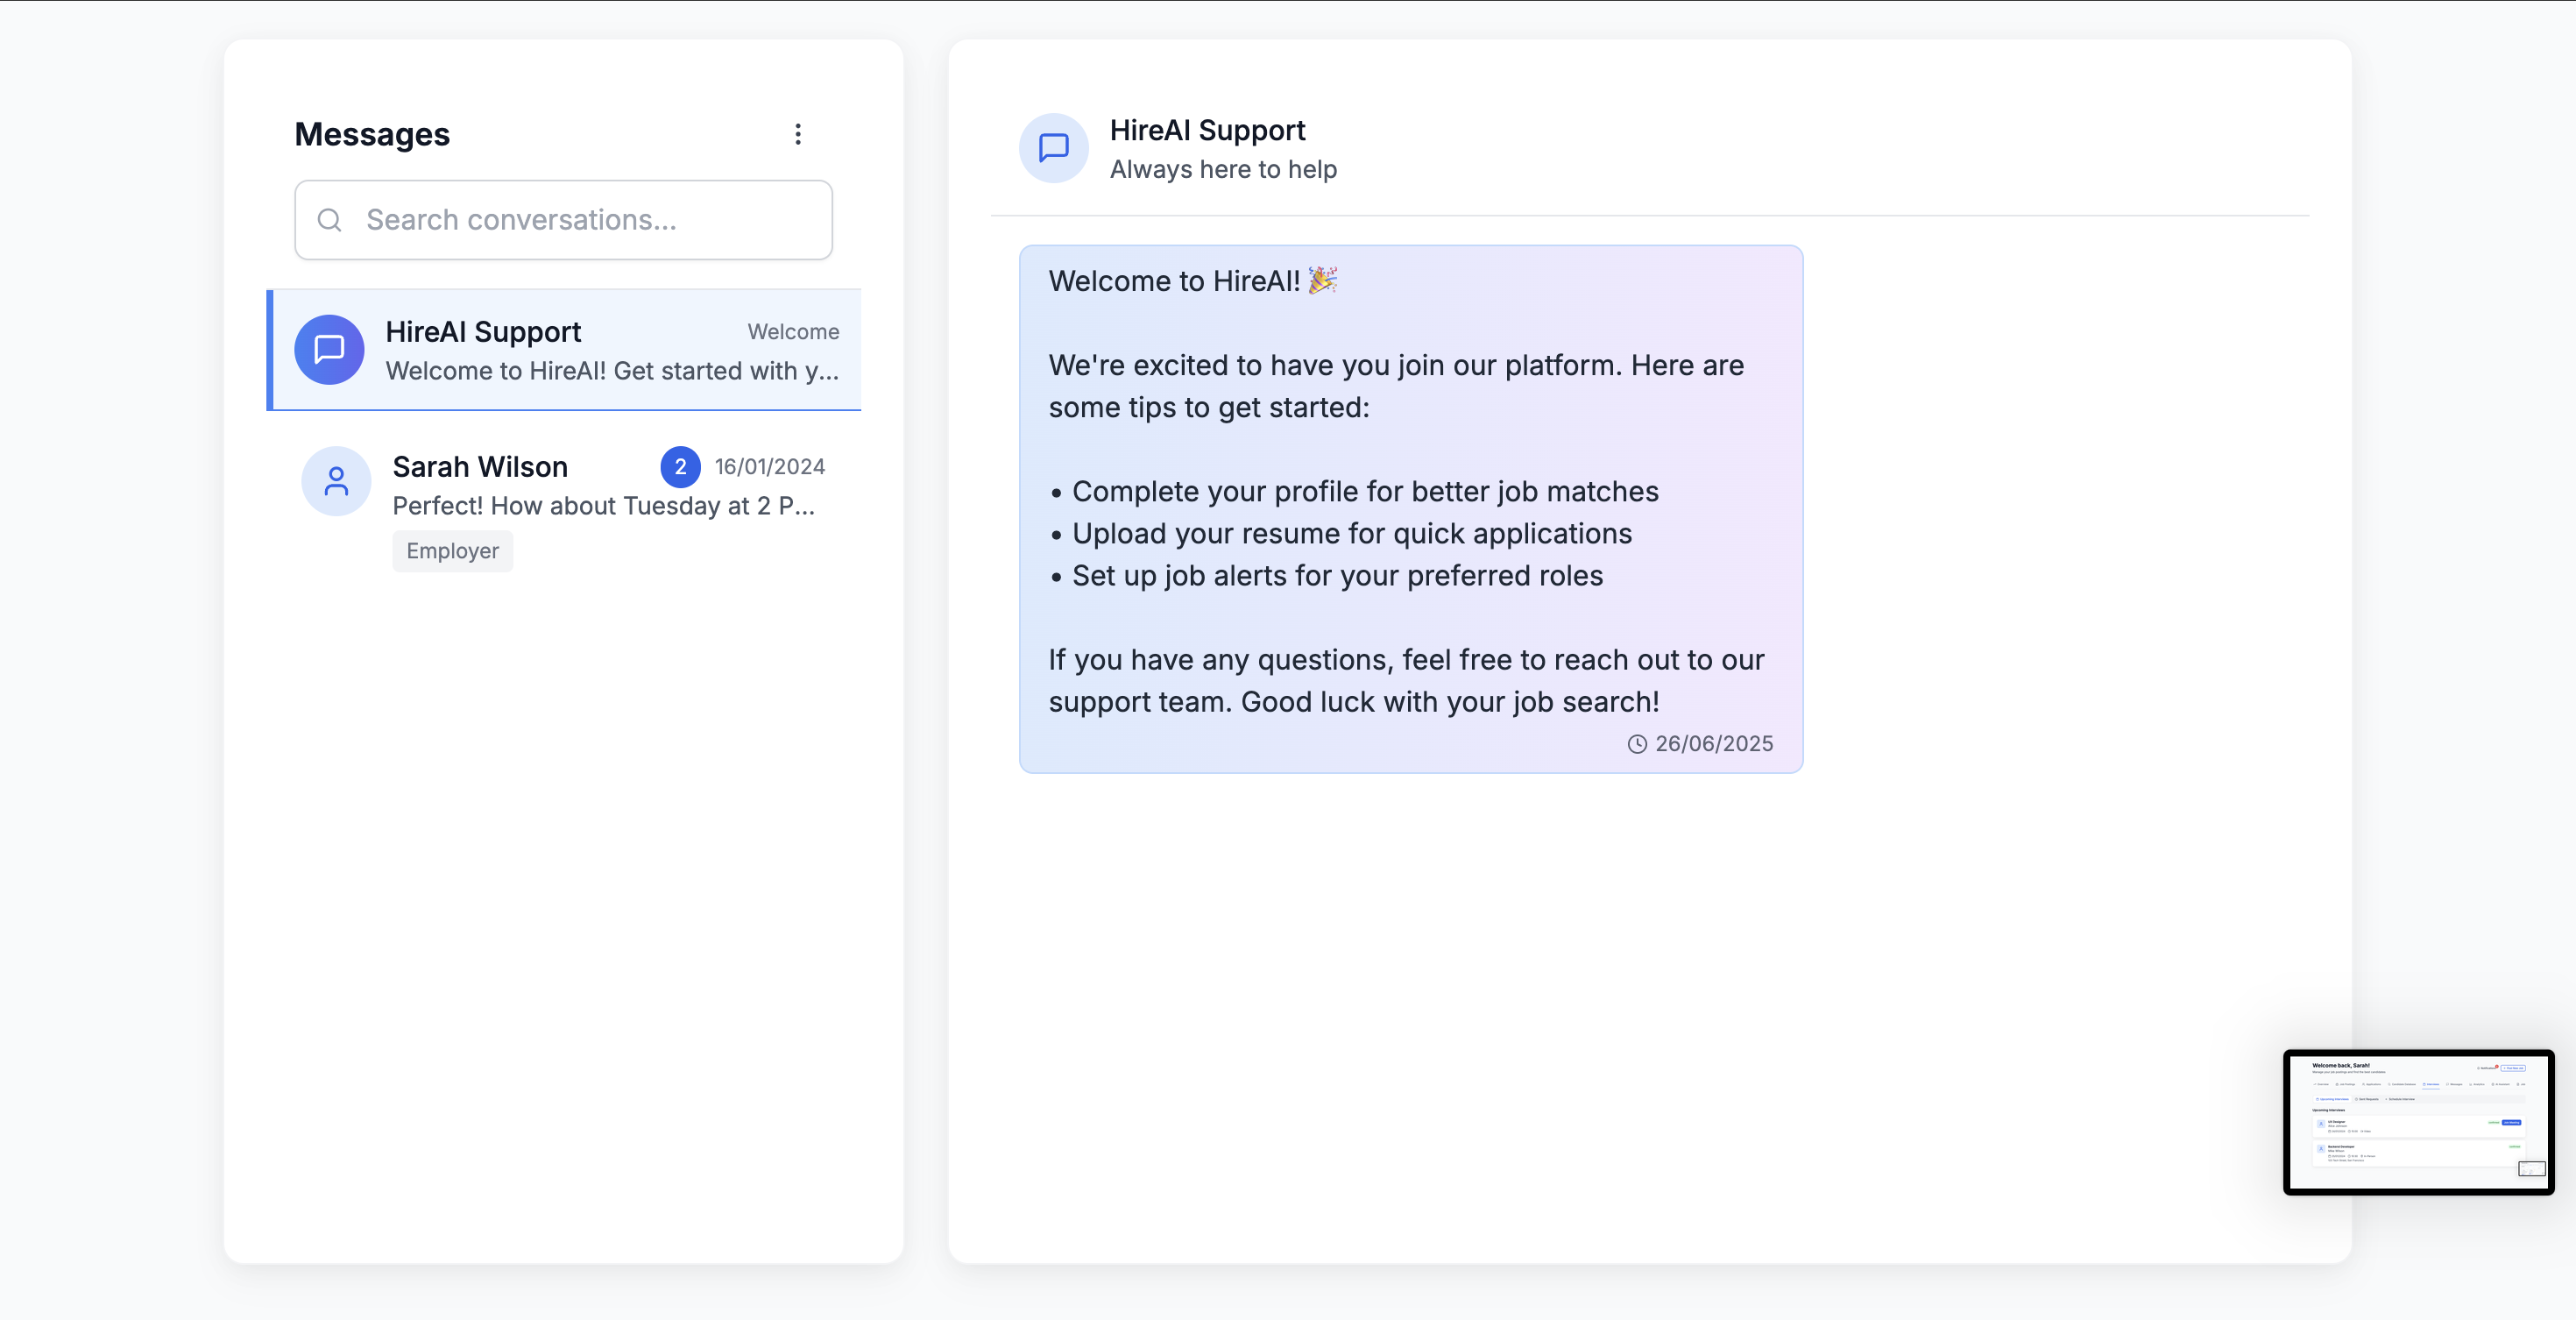 Messages
Search conversations...
HireAI Support
Welcome
Welcome to HireAI! Get started with y...
Sarah Wilson
2
16/01/2024
Perfect! How about Tuesday at 2 P...
Employer
HireAI Support
Always here to help
Welcome to HireAI! 🎉
We're excited to have you join our platform. Here are
some tips to get started:
• Complete your profile for better job matches
• Upload your resume for quick applications
• Set up job alerts for your preferred roles
If you have any questions, feel free to reach out to our
support team. Good luck with your job search!
26/06/2025
Welcome back, Sarah!
Upcoming Interviews